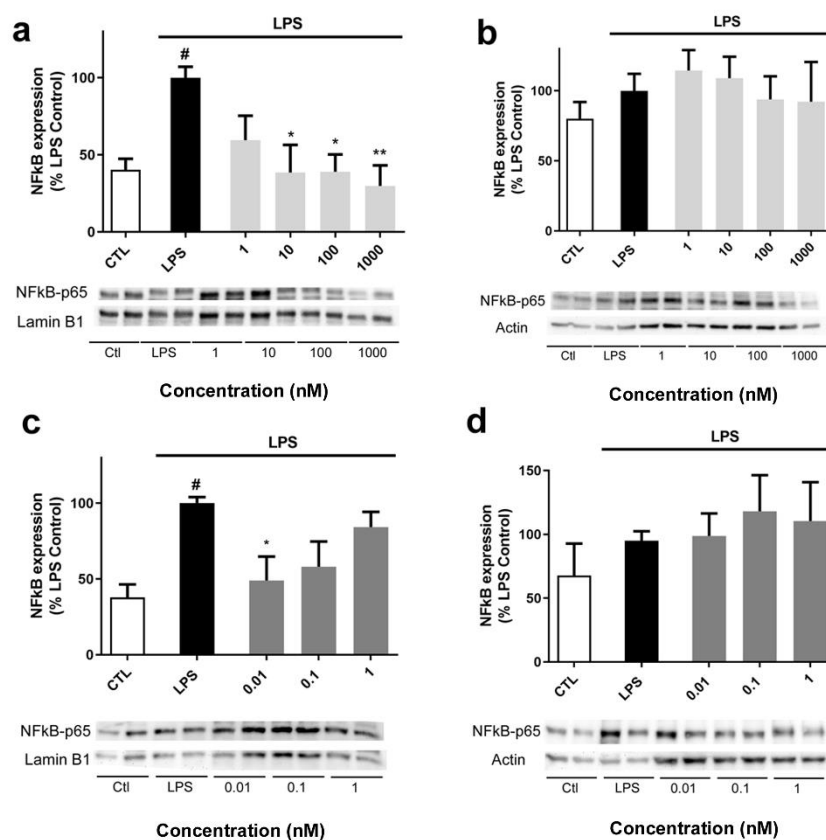 a
LPS
NFkB expression
(% LPS Control)
100
50
0
#
*
*
**
CTL
LPS
1
10
100
1000
NFkB-p65
Lamin B1
Ctl
LPS
1
10
100
1000
Concentration (nM)
b
LPS
NFkB expression
(% LPS Control)
100
50
0
CTL
LPS
1
10
100
1000
NFkB-p65
Actin
Ctl
LPS
1
10
100
1000
Concentration (nM)
c
LPS
NFkB expression
(% LPS Control)
100
50
0
#
*
CTL
LPS
0.01
0.1
1
NFkB-p65
Lamin B1
Ctl
LPS
0.01
0.1
1
Concentration (nM)
d
LPS
NFkB expression
(% LPS Control)
150
100
50
0
CTL
LPS
0.01
0.1
1
NFkB-p65
Actin
Ctl
LPS
0.01
0.1
1
Concentration (nM)